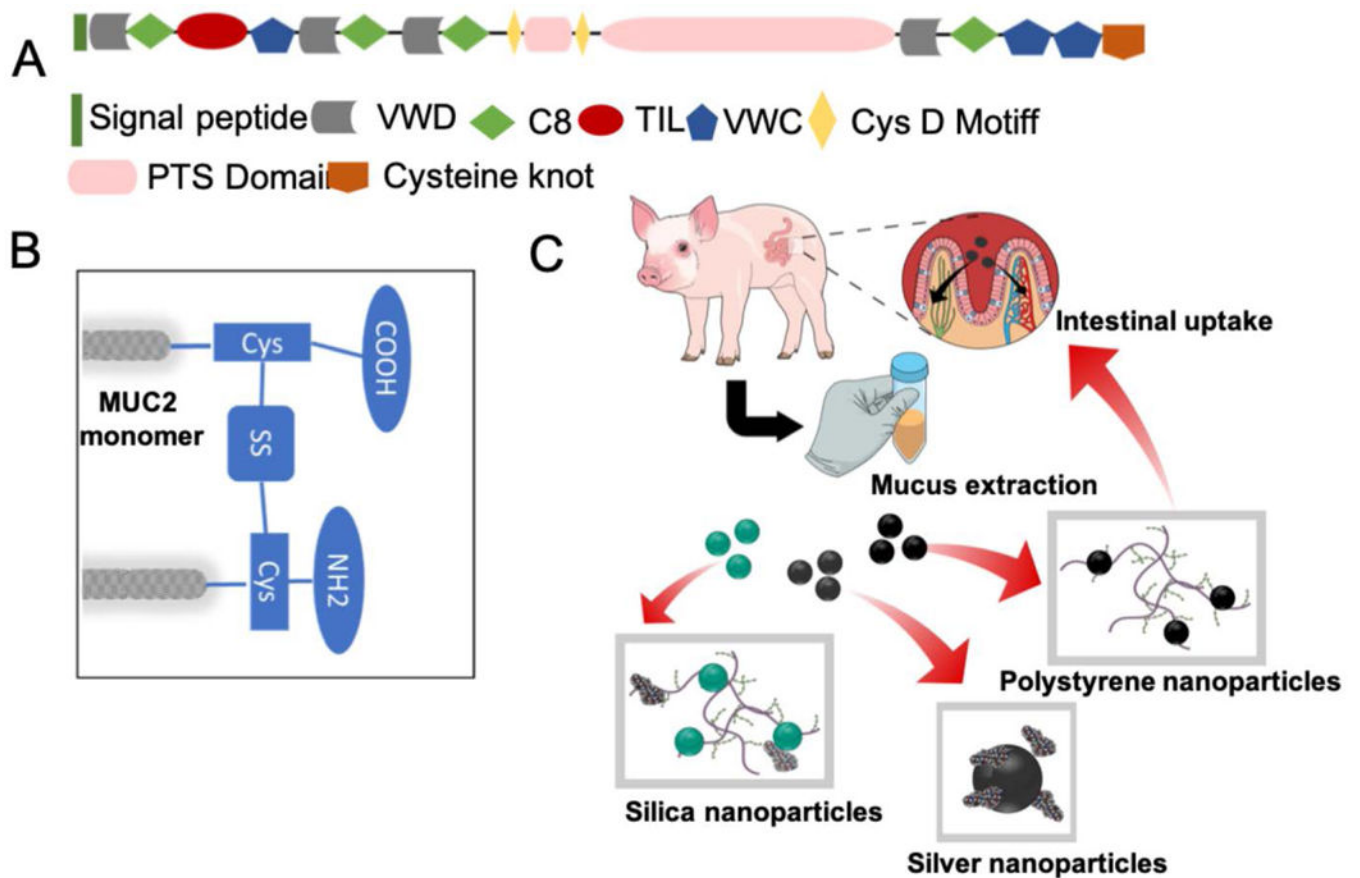 A
Signal peptide VWD C8 TIL VWC Cys D Motiff
PTS Domain Cysteine knot
B
Cys
COOH
MUC2
monomer
SS
Cys
NH2
C
Intestinal uptake
Mucus extraction
Polystyrene nanoparticles
Silica nanoparticles
Silver nanoparticles